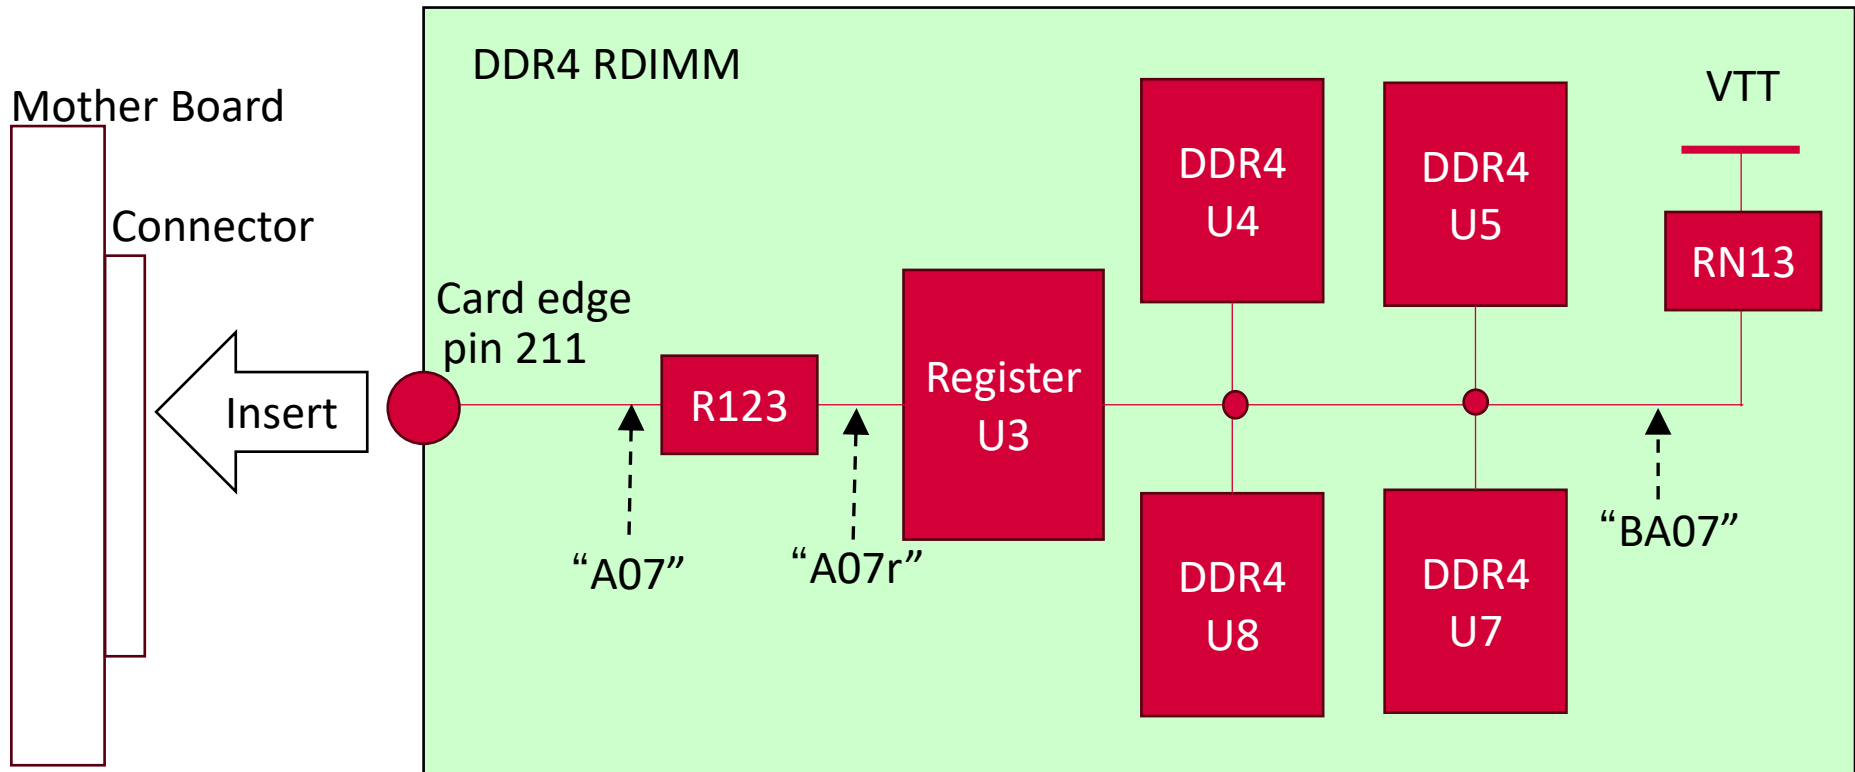 DDR4 RDIMM
Mother Board
Connector
Insert
Card edge
pin 211
R123
Register
U3
DDR4
U4
DDR4
U5
VTT
RN13
“A07”
“A07r”
DDR4
U8
DDR4
U7
“BA07”